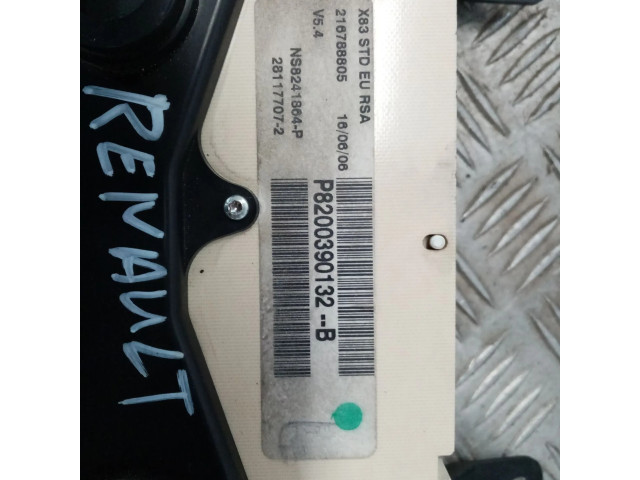 X83 STD EU RSA
216788805 16/06/06
V5.4
NS8241864-P
28117707-2
P8200390132--B
RENAULT